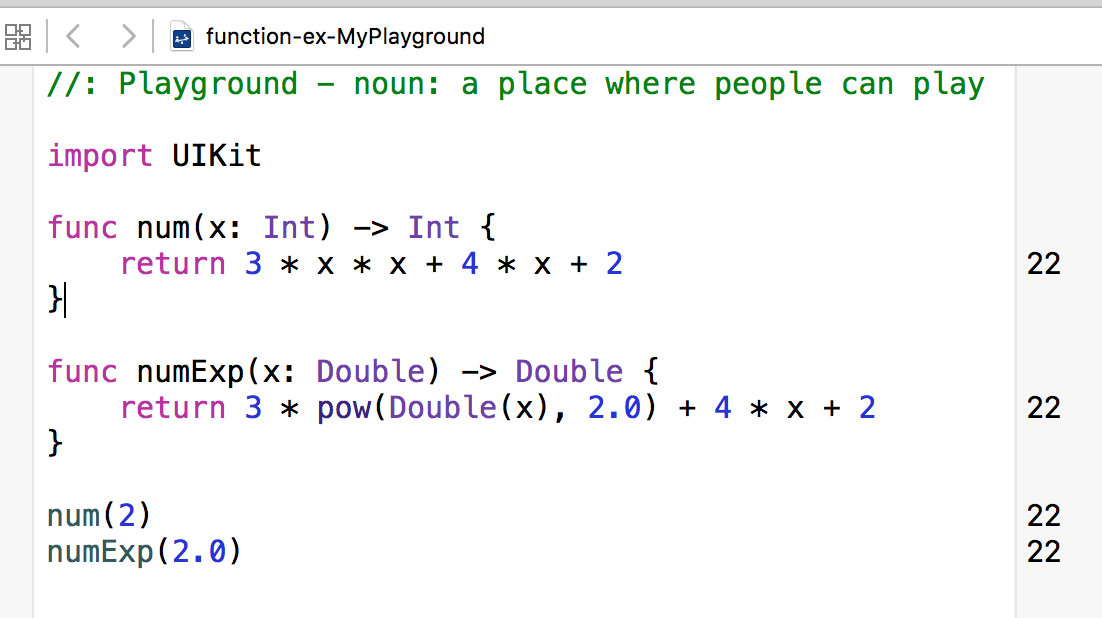 function-ex-MyPlayground
//: Playground – noun: a place where people can play
import UIKit
func num(x: Int) -> Int {
    return 3 * x * x + 4 * x + 2 22
}
func numExp(x: Double) -> Double {
    return 3 * pow(Double(x), 2.0) + 4 * x + 2 22
}
num(2) 22
numExp(2.0) 22